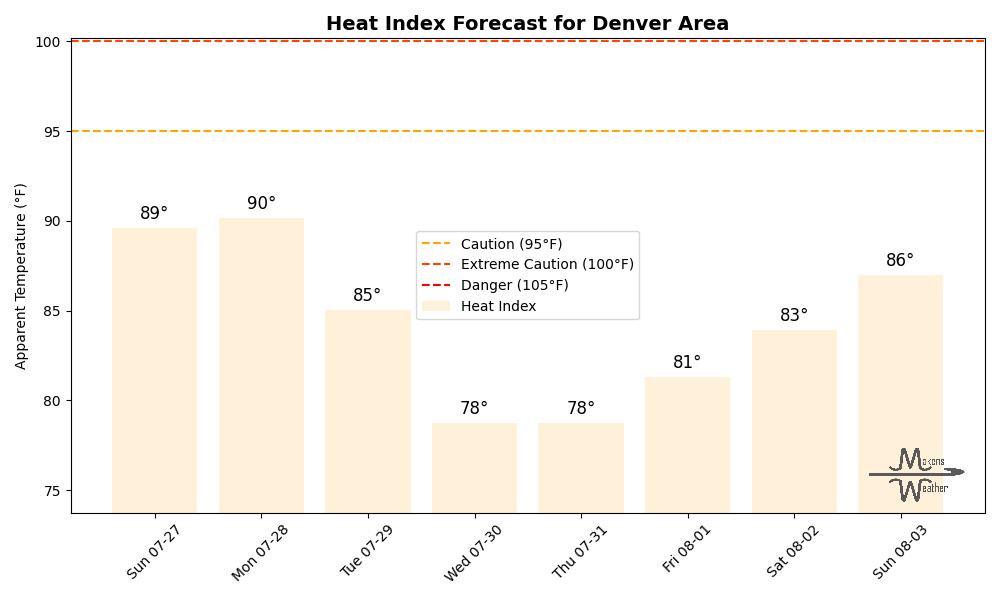 Heat Index Forecast for Denver Area
100
95
90
85
80
75
Apparent Temperature (°F)
89°
90°
85°
78°
78°
81°
83°
86°
Caution (95°F)
Extreme Caution (100°F)
Danger (105°F)
Heat Index
Sun 07-27
Mon 07-28
Tue 07-29
Wed 07-30
Thu 07-31
Fri 08-01
Sat 08-02
Sun 08-03